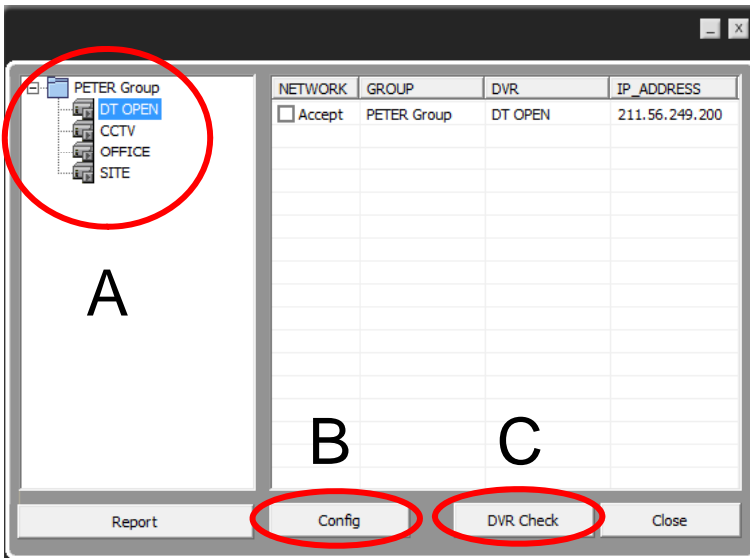 PETER Group
DT OPEN
CCTV
OFFICE
SITE
NETWORK GROUP DVR IP_ADDRESS
Accept PETER Group DT OPEN 211.56.249.200
A
B C
Report Config DVR Check Close